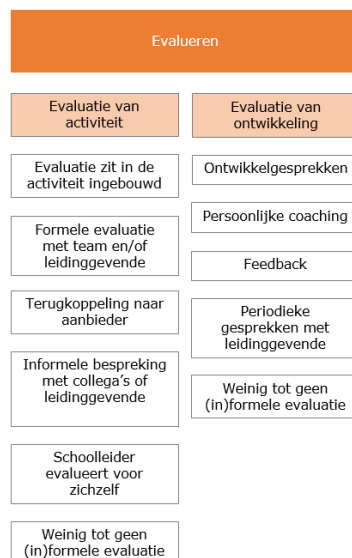 Evalueren
Evaluatie van
activiteit
Evaluatie zit in de
activiteit ingebouwd
Formele evaluatie
met team en/of
leidinggevende
Terugkoppeling naar
aanbieder
Informele bespreking
met collega's of
leidinggevende
Schoolleider
evalueert voor
zichzelf
Weinig tot geen
(in)formele evaluatie
Evaluatie van
ontwikkeling
Ontwikkelgesprekken
Persoonlijke coaching
Feedback
Periodieke
gesprekken met
leidinggevende
Weinig tot geen
(in)formele evaluatie